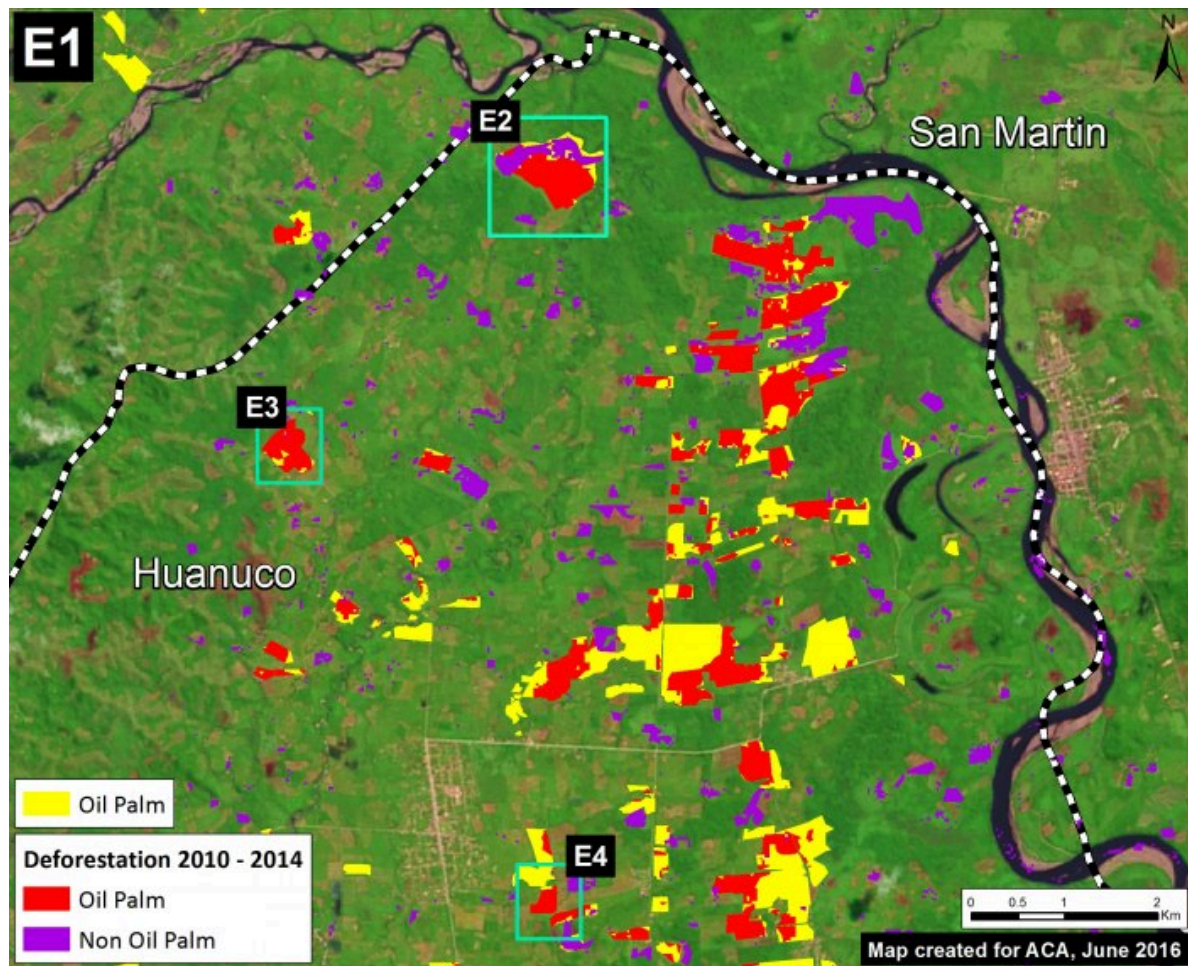 E1
N
E2
San Martin
E3
Huanuco
Oil Palm
E4
Deforestation 2010 - 2014
Oil Palm
Non Oil Palm
0 0.5 1 2
Km
Map created for ACA, June 2016